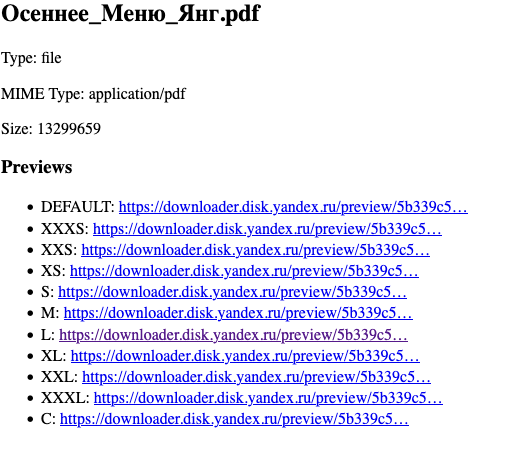 Осеннее_Меню_Янг.pdf
Type: file
MIME Type: application/pdf
Size: 13299659
Previews
• DEFAULT: https://downloader.disk.yandex.ru/preview/5b339c5…
• XXXS: https://downloader.disk.yandex.ru/preview/5b339c5…
• XXS: https://downloader.disk.yandex.ru/preview/5b339c5…
• XS: https://downloader.disk.yandex.ru/preview/5b339c5…
• S: https://downloader.disk.yandex.ru/preview/5b339c5…
• M: https://downloader.disk.yandex.ru/preview/5b339c5…
• L: https://downloader.disk.yandex.ru/preview/5b339c5…
• XL: https://downloader.disk.yandex.ru/preview/5b339c5…
• XXL: https://downloader.disk.yandex.ru/preview/5b339c5…
• XXXL: https://downloader.disk.yandex.ru/preview/5b339c5…
• C: https://downloader.disk.yandex.ru/preview/5b339c5…